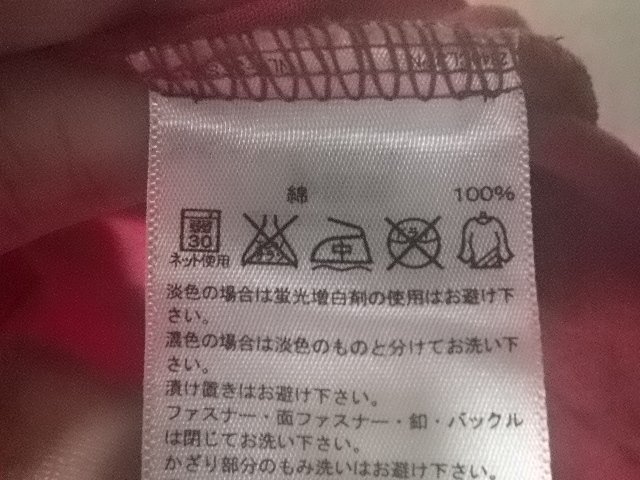 綿 100%
弱 30 中 ドライ
ネット使用
淡色の場合は蛍光増白剤の使用はお避け下
さい。
濃色の場合は淡色のものと分けてお洗い下
さい。
漬け置きはお避け下さい。
ファスナー・面ファスナー・釦・バックル
は閉じてお洗い下さい。
かざり部分のもみ洗いはお避け下さい。